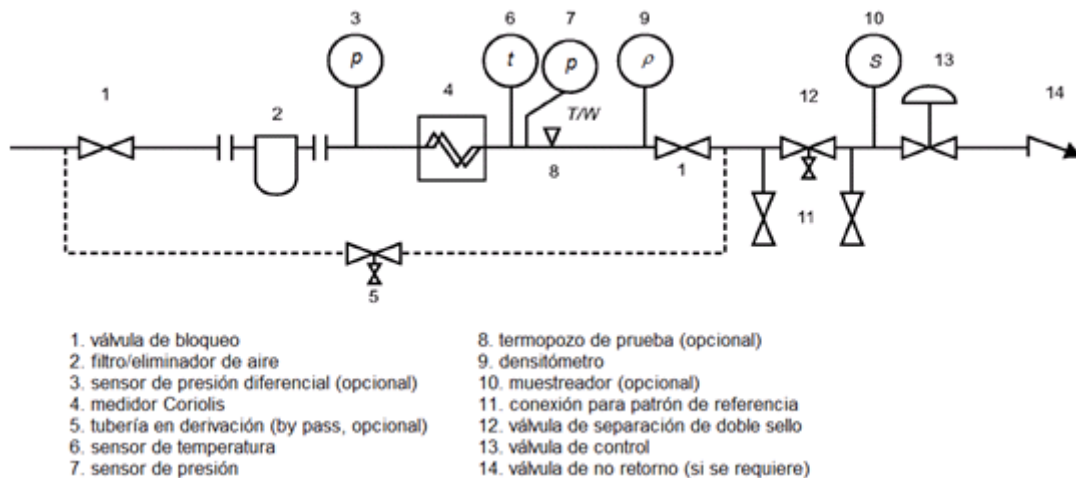 3 6 7 9 10
p t p ρ S
1 2 4 T/W 12 13 14
8 1
11
5
1. válvula de bloqueo
2. filtro/eliminador de aire
3. sensor de presión diferencial (opcional)
4. medidor Coriolis
5. tubería en derivación (by pass, opcional)
6. sensor de temperatura
7. sensor de presión
8. termopozo de prueba (opcional)
9. densitómetro
10. muestreador (opcional)
11. conexión para patrón de referencia
12. válvula de separación de doble sello
13. válvula de control
14. válvula de no retorno (si se requiere)